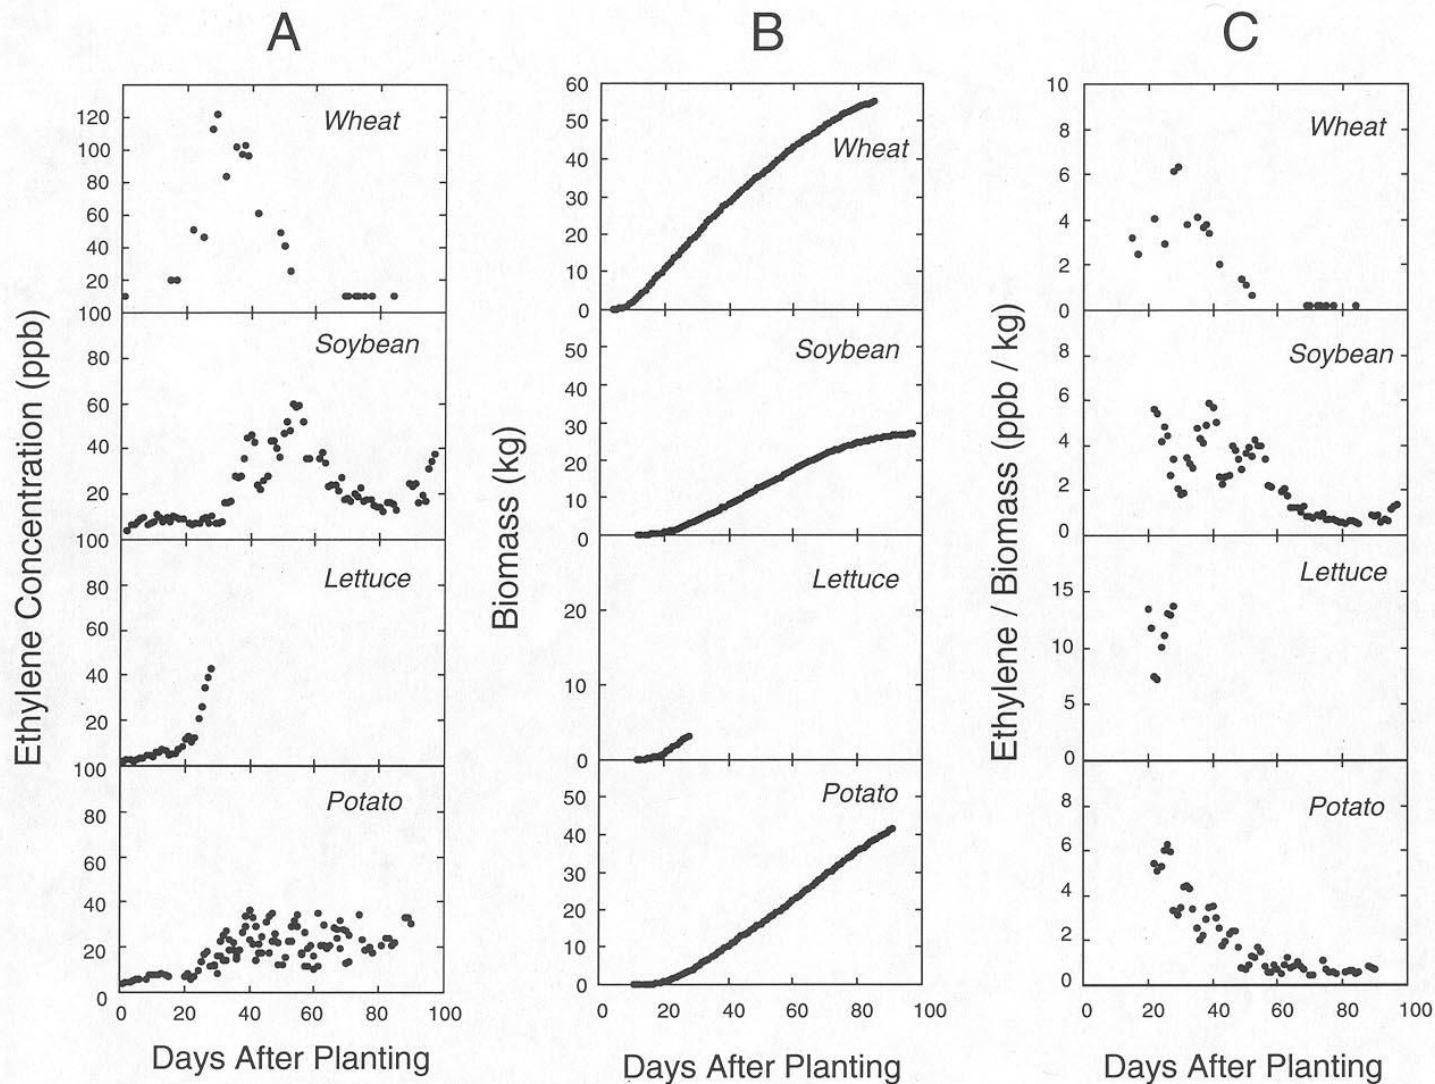 A
B
C
Ethylene Concentration (ppb)
120
100
80
60
40
20
Wheat
100
80
60
40
20
Soybean
100
80
60
40
20
Lettuce
100
80
60
40
20
0
Potato
0 20 40 60 80 100
Days After Planting
Biomass (kg)
60
50
40
30
20
10
0
Wheat
50
40
30
20
10
0
Soybean
20
10
0
Lettuce
50
40
30
20
10
0
Potato
0 20 40 60 80 100
Days After Planting
Ethylene / Biomass (ppb / kg)
10
8
6
4
2
0
Wheat
8
6
4
2
0
Soybean
15
10
5
0
Lettuce
8
6
4
2
0
Potato
0 20 40 60 80 100
Days After Planting